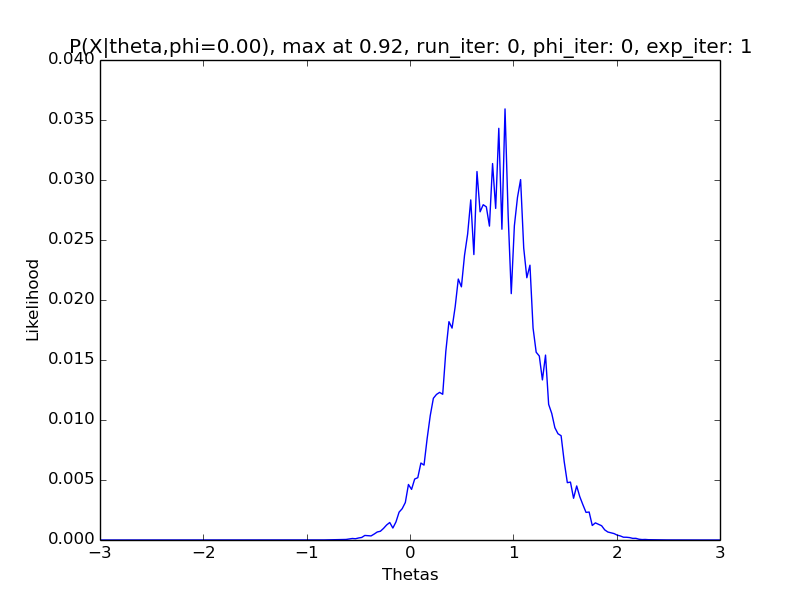 P(X|theta,phi=0.00), max at 0.92, run_iter: 0, phi_iter: 0, exp_iter: 1
0.040
0.035
0.030
0.025
0.020
0.015
0.010
0.005
0.000
Likelihood
−3 −2 −1 0 1 2 3
Thetas